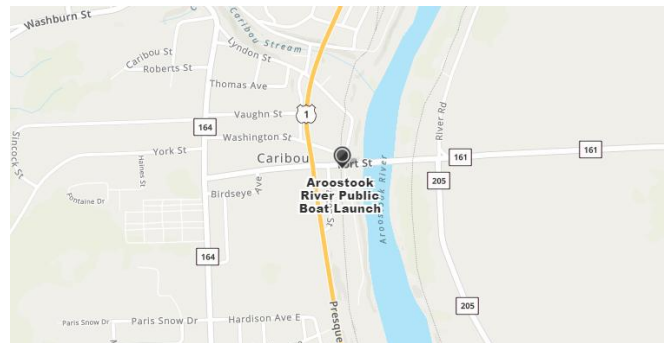 Washburn St
Caribou Stream
Caribou St
Lyndon St
Roberts St
Thomas Ave
1
Vaughn St
164
River Rd
Washington St
Sincock St
York St
Caribou
161
161
Haines St
205
Birdseye Ave
Aroostook
River Public
Boat Launch
Fontaine Dr
Aroostook River
164
205
Presque
Paris Snow Dr
Paris Snow Dr
Hardison Ave E